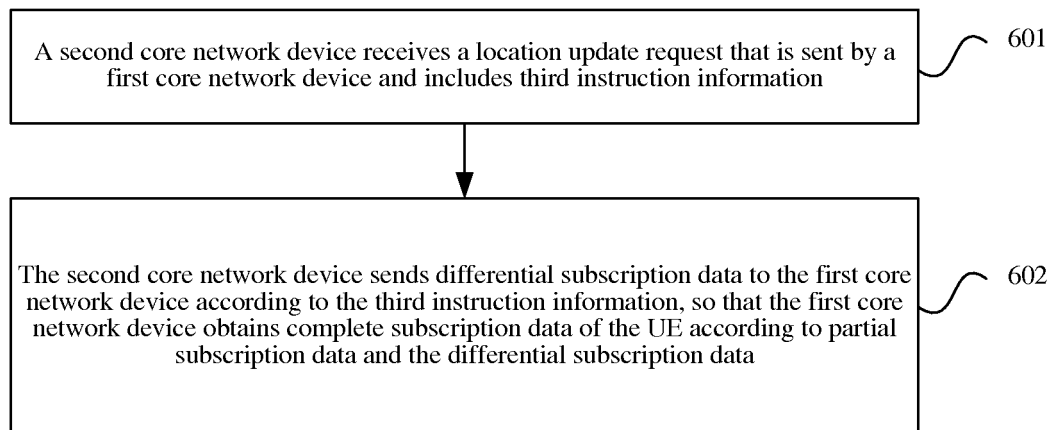 A second core network device receives a location update request that is sent by a
first core network device and includes third instruction information
601
The second core network device sends differential subscription data to the first core
network device according to the third instruction information, so that the first core
network device obtains complete subscription data of the UE according to partial
subscription data and the differential subscription data
602